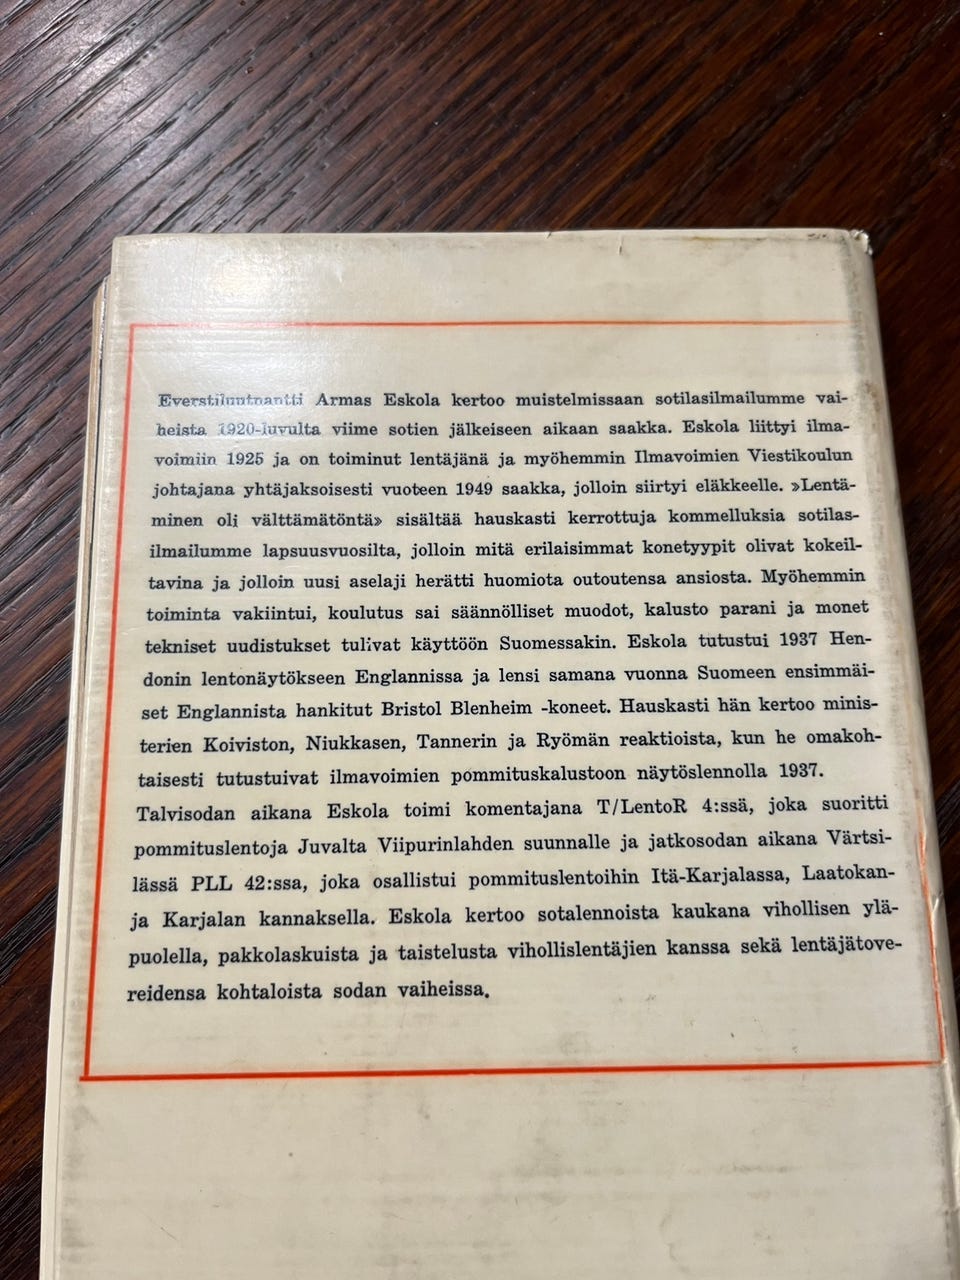 Everstiluutnantti Armas Eskola kertoo muistelmissaan sotilasilmailumme vai-
heista 1920-luvulta viime sotien jälkeiseen aikaan saakka. Eskola liittyi ilma-
voimiin 1925 ja on toiminut lentäjänä ja myöhemmin Ilmavoimien Viestikoulun
johtajana yhtäjaksoisesti vuoteen 1949 saakka, jolloin siirtyi eläkkeelle. »Lentä-
minen oli välttämätöntä» sisältää hauskasti kerrottuja kommelluksia sotilas-
ilmailumme lapsuusvuosilta, jolloin mitä erilaisimmat konetyypit olivat kokeil-
tavina ja jolloin uusi aselaji herätti huomiota outoutensa ansiosta. Myöhemmin
toiminta vakiintui, koulutus sai säännölliset muodot, kalusto parani ja monet
tekniset uudistukset tulivat käyttöön Suomessakin. Eskola tutustui 1937 Hen-
donin lentonäytökseen Englannissa ja lensi samana vuonna Suomeen ensimmäi-
set Englannista hankitut Bristol Blenheim -koneet. Hauskasti hän kertoo minis-
terien Koiviston, Niukkasen, Tannerin ja Ryömän reaktioista, kun he omakoh-
taisesti tutustuivat ilmavoimien pommituskalustoon näytöslennolla 1937.
Talvisodan aikana Eskola toimi komentajana T/LentoR 4:ssä, joka suoritti
pommituslentoja Juvalta Viipurinlahden suunnalle ja jatkosodan aikana Värtsi-
lässä PLL 42:ssa, joka osallistui pommituslentoihin Itä-Karjalassa, Laatokan-
ja Karjalan kannaksella. Eskola kertoo sotalennoista kaukana vihollisen ylä-
puolella, pakkolaskuista ja taistelusta vihollislentäjien kanssa sekä lentäjätove-
reidensa kohtaloista sodan vaiheissa.